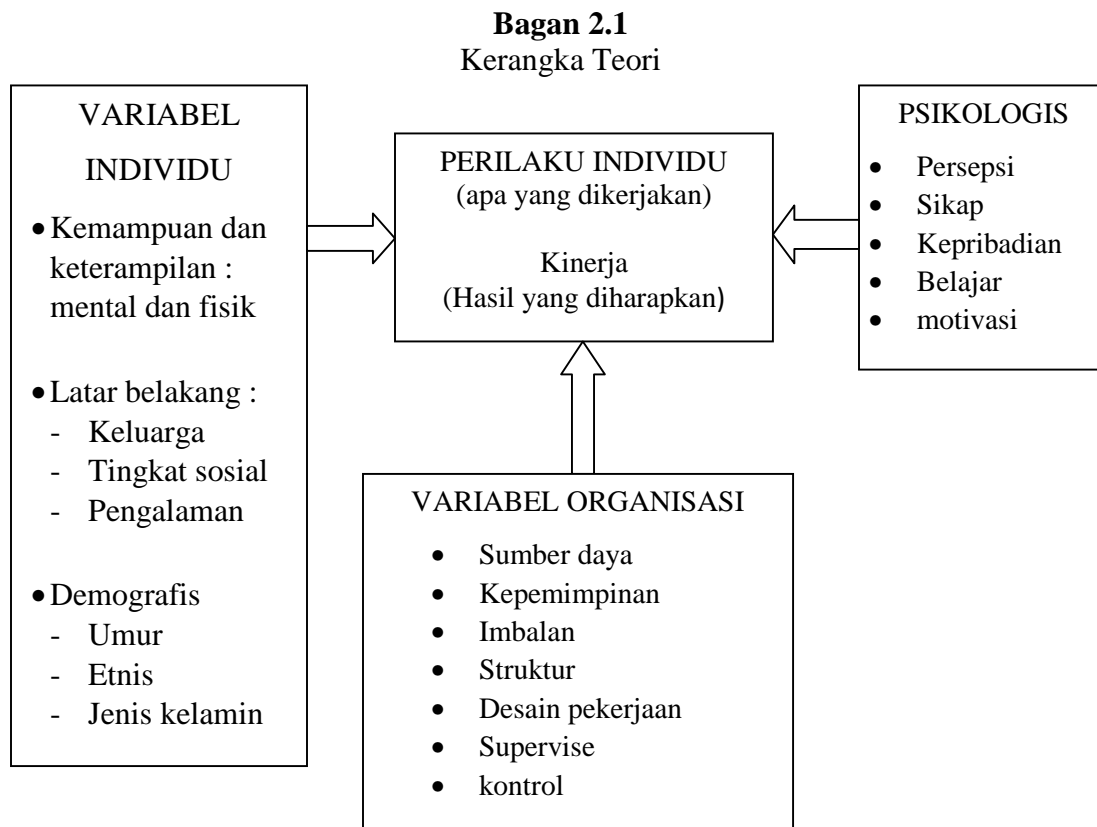 Bagan 2.1
Kerangka Teori
VARIABEL
INDIVIDU
• Kemampuan dan
keterampilan :
mental dan fisik
• Latar belakang :
- Keluarga
- Tingkat sosial
- Pengalaman
• Demografis
- Umur
- Etnis
- Jenis kelamin
PERILAKU INDIVIDU
(apa yang dikerjakan)
Kinerja
(Hasil yang diharapkan)
PSIKOLOGIS
• Persepsi
• Sikap
• Kepribadian
• Belajar
• motivasi
VARIABEL ORGANISASI
• Sumber daya
• Kepemimpinan
• Imbalan
• Struktur
• Desain pekerjaan
• Supervise
• kontrol